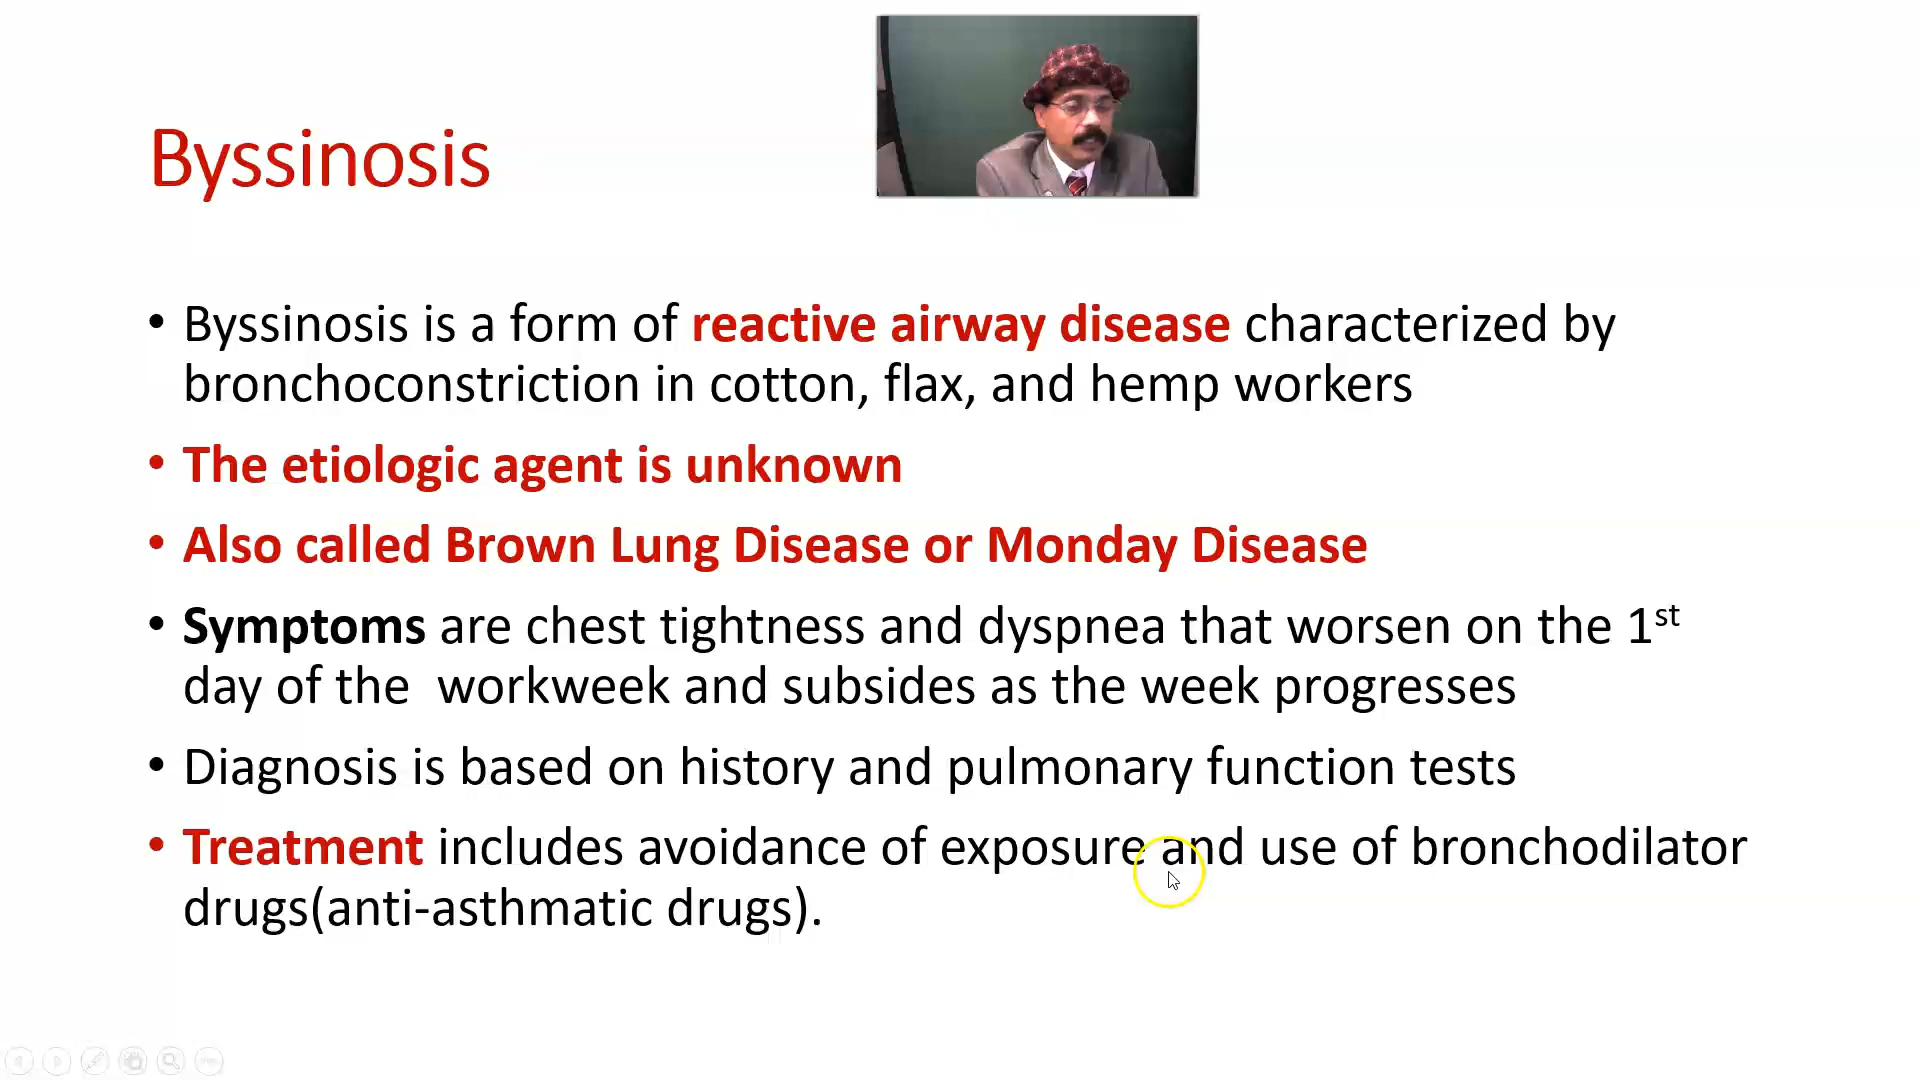 Byssinosis
• Byssinosis is a form of reactive airway disease characterized by
bronchoconstriction in cotton, flax, and hemp workers
• The etiologic agent is unknown
• Also called Brown Lung Disease or Monday Disease
• Symptoms are chest tightness and dyspnea that worsen on the 1st
day of the  workweek and subsides as the week progresses
• Diagnosis is based on history and pulmonary function tests
• Treatment includes avoidance of exposure and use of bronchodilator
drugs(anti-asthmatic drugs).